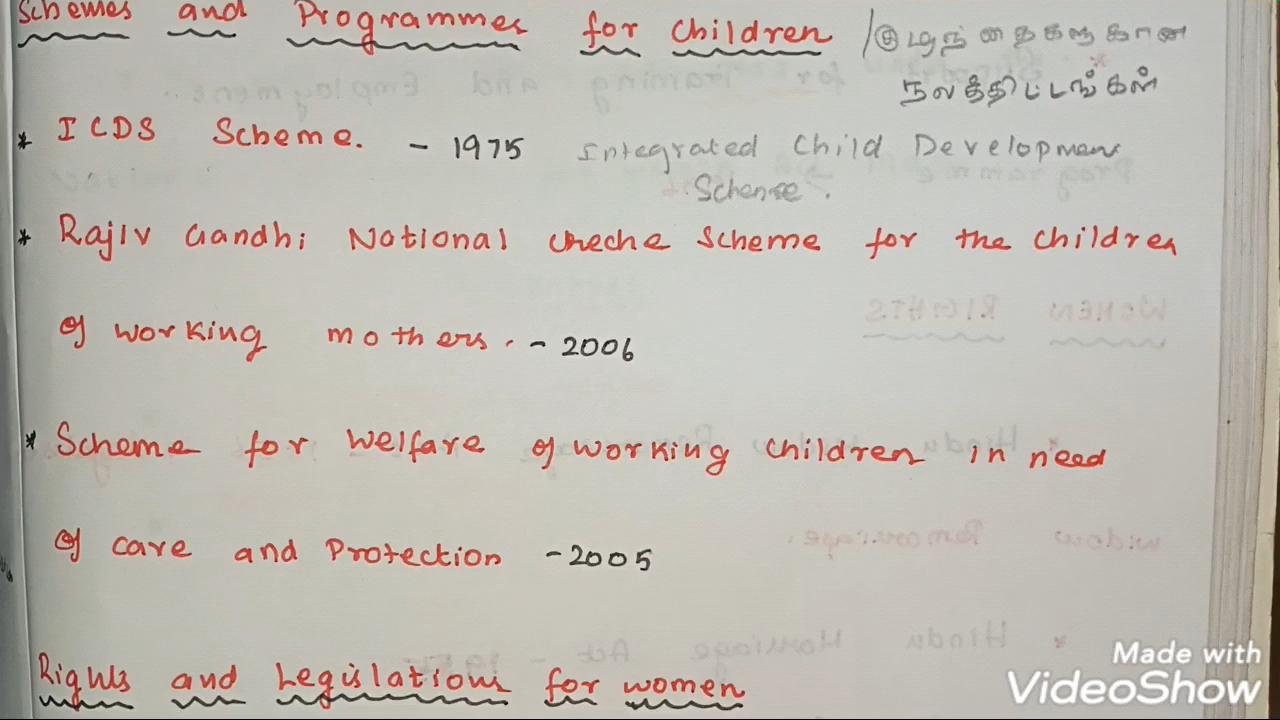 Schemes and Programmes for Children / குழந்தைகளுகான
நலத்திட்டங்கள்
* ICDS Scheme. - 1975 Integrated Child Development
Scheme.
* Rajiv Gandhi National Creche Scheme for the Children
of working mothers. - 2006
* Scheme for Welfare of working Children in need
of care and Protection - 2005
Rights and Legislations for women
Made with
VideoShow